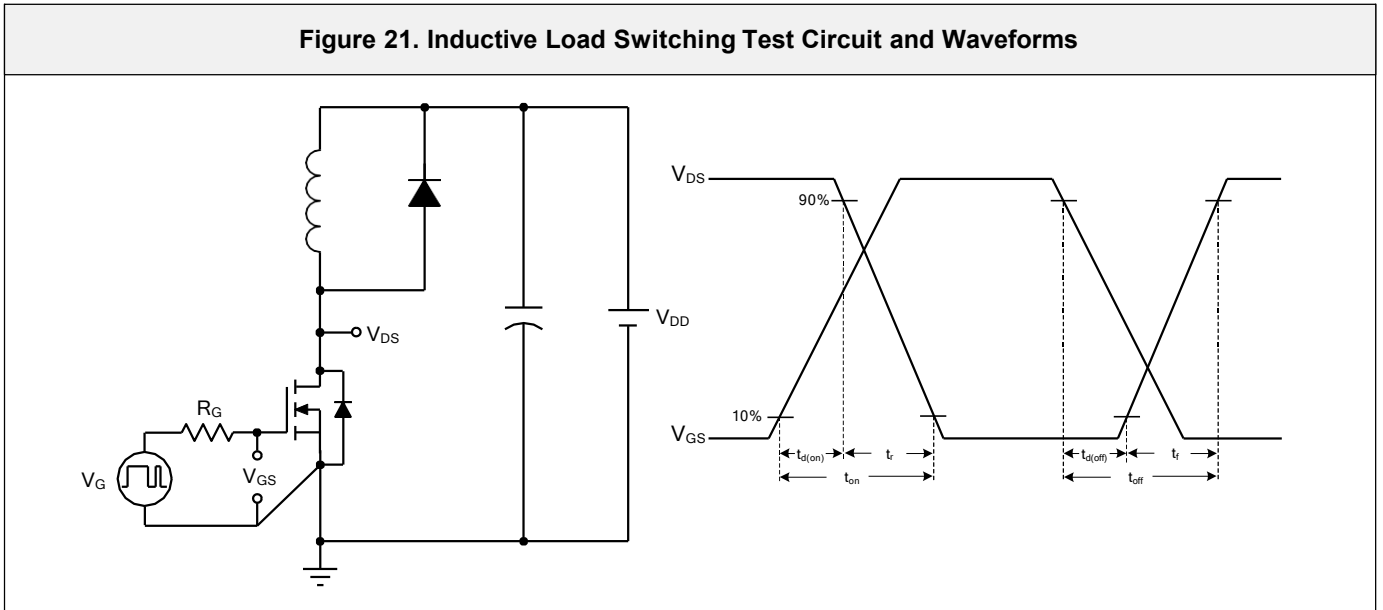 Figure 21. Inductive Load Switching Test Circuit and Waveforms
V_DS
V_DD
R_G
V_G
V_GS
V_DS
90%
10%
V_GS
t_d(on)
t_r
t_on
t_d(off)
t_f
t_off